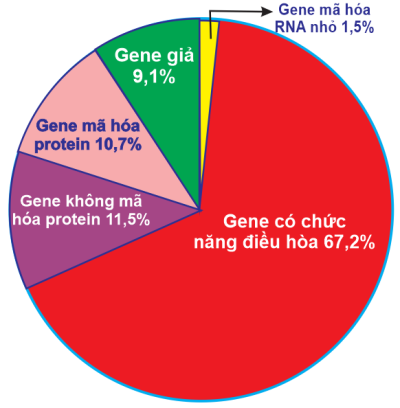 Gene mã hóa
RNA nhỏ 1,5%
Gene giả
9,1%
Gene mã hóa
protein 10,7%
Gene không mã
hóa protein 11,5%
Gene có chức
năng điều hòa 67,2%